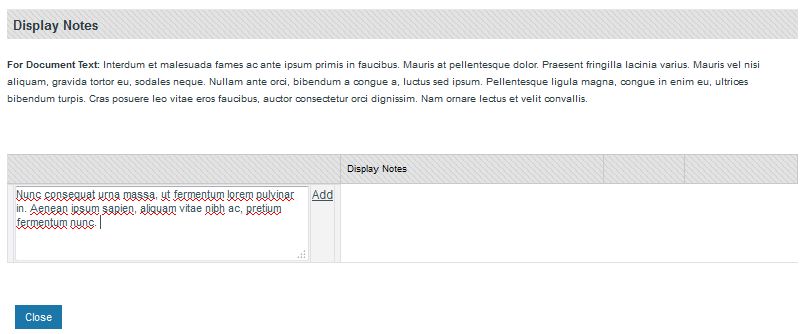 Display Notes
For Document Text: Interdum et malesuada fames ac ante ipsum primis in faucibus. Mauris at pellentesque dolor. Praesent fringilla lacinia varius. Mauris vel nisi
aliquam, gravida tortor eu, sodales neque. Nullam ante orci, bibendum a congue a, luctus sed ipsum. Pellentesque ligula magna, congue in enim eu, ultrices
bibendum turpis. Cras posuere leo vitae eros faucibus, auctor consectetur orci dignissim. Nam ornare lectus et velit convallis.
Display Notes
Nunc consequat urna massa, ut fermentum lorem pulvinar
in. Aenean ipsum sapien, aliquam vitae nibh ac, pretium
fermentum nunc.
Add
Close